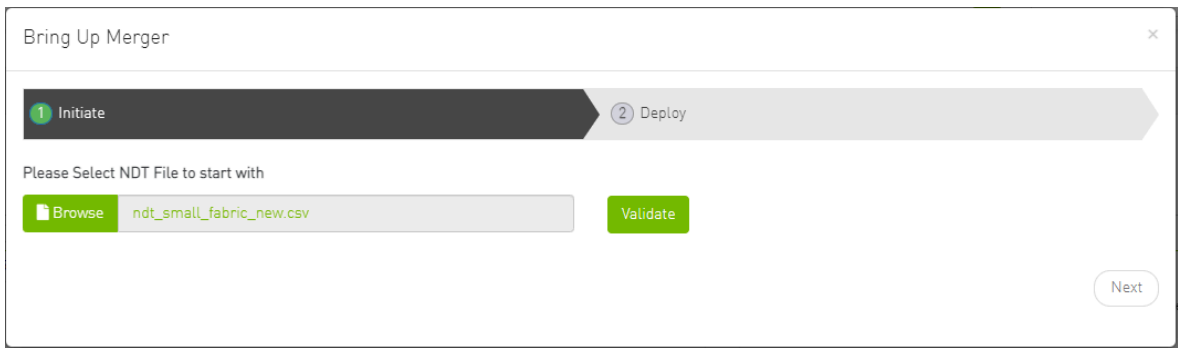 Bring Up Merger ×
1 Initiate 2 Deploy
Please Select NDT File to start with
Browse ndt_small_fabric_new.csv Validate
Next